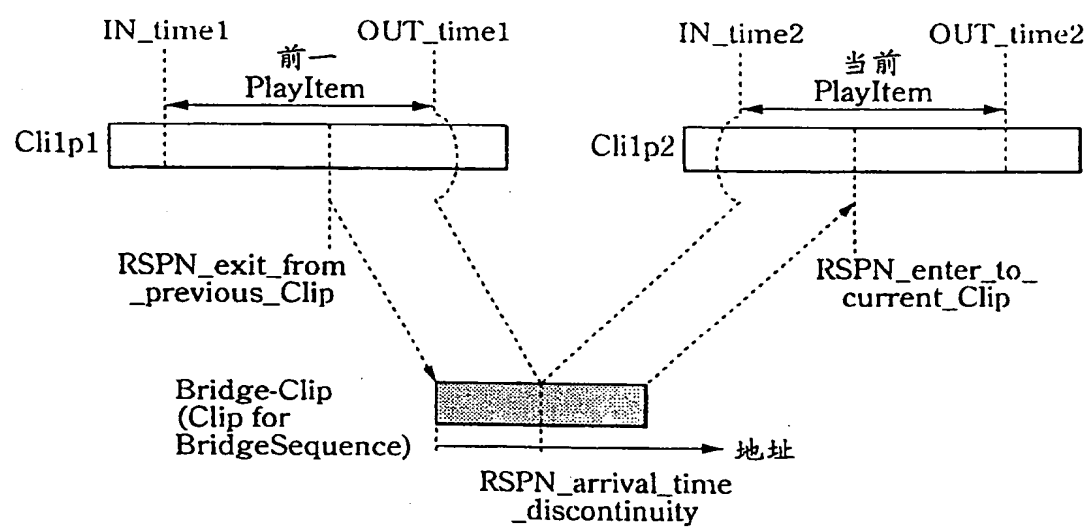 IN_time1
OUT_time1
IN_time2
OUT_time2
前一
PlayItem
当前
PlayItem
Cli1p1
Cli1p2
RSPN_exit_from
_previous_Clip
RSPN_enter_to_
current_Clip
Bridge-Clip
(Clip for
BridgeSequence)
地址
RSPN_arrival_time
_discontinuity